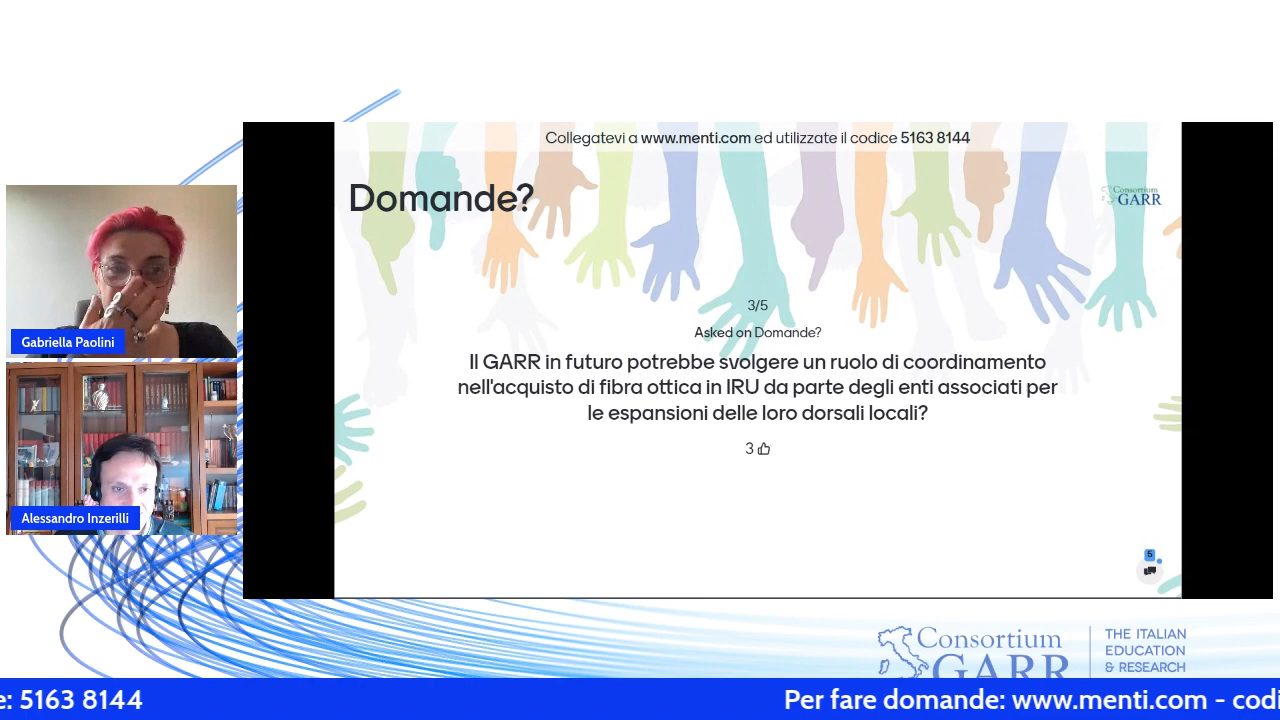 Collegatevi a www.menti.com ed utilizzate il codice 5163 8144
Domande?
Consortium
GARR
3/5
Asked on Domande?
Il GARR in futuro potrebbe svolgere un ruolo di coordinamento
nell'acquisto di fibra ottica in IRU da parte degli enti associati per
le espansioni delle loro dorsali locali?
3
5
Gabriella Paolini
Alessandro Inzerilli
Consortium
GARR
THE ITALIAN
EDUCATION
& RESEARCH
e: 5163 8144
Per fare domande: www.menti.com - codi